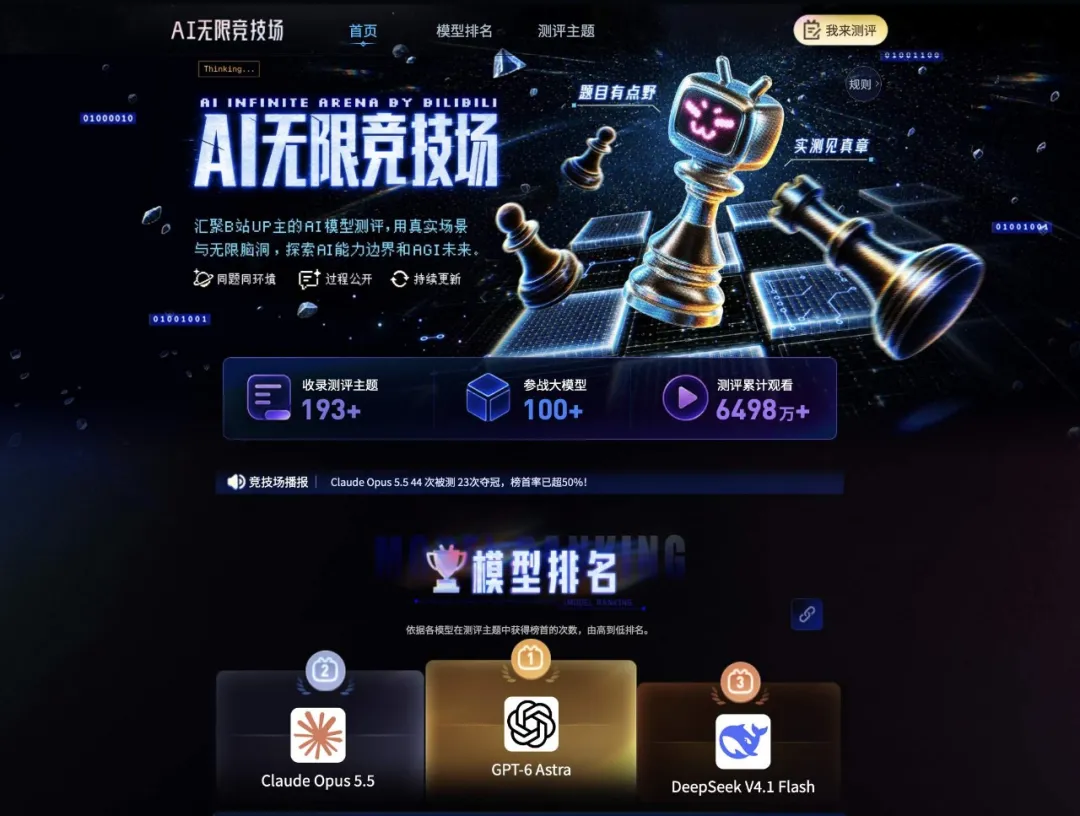 AI无限竞技场
首页
模型排名
测评主题
我来测评
Thinking...
01001100
规则
题目有点野
AI INFINITE ARENA BY BILIBILI
01000010
AI无限竞技场
实测见真章
汇聚B站UP主的AI模型测评,用真实场景
与无限脑洞，探索AI能力边界和AGI未来。
01001001
同题同环境
过程公开
持续更新
01001001
收录测评主题
193+
参战大模型
100+
测评累计观看
6498万+
竞技场播报
Claude Opus 5.5 44 次被测 23次夺冠，榜首率已超50%!
MODEL RANKING
模型排名
MODEL RANKING
依据各模型在测评主题中获得榜首的次数，由高到低排名。
2
Claude Opus 5.5
1
GPT-6 Astra
3
DeepSeek V4.1 Flash